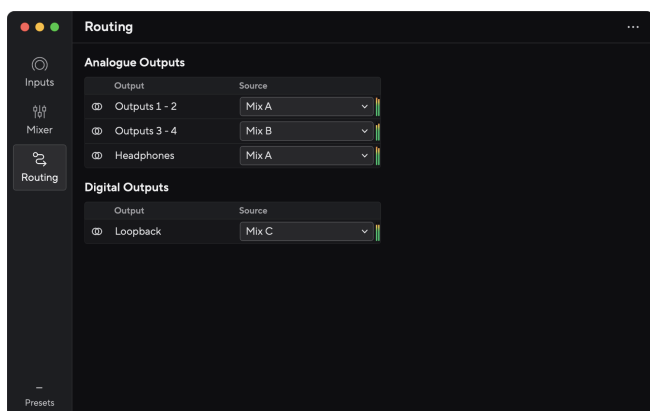 Routing
Inputs
Mixer
Routing
Presets
Analogue Outputs
Output Source
Outputs 1 - 2 Mix A
Outputs 3 - 4 Mix B
Headphones Mix A
Digital Outputs
Output Source
Loopback Mix C